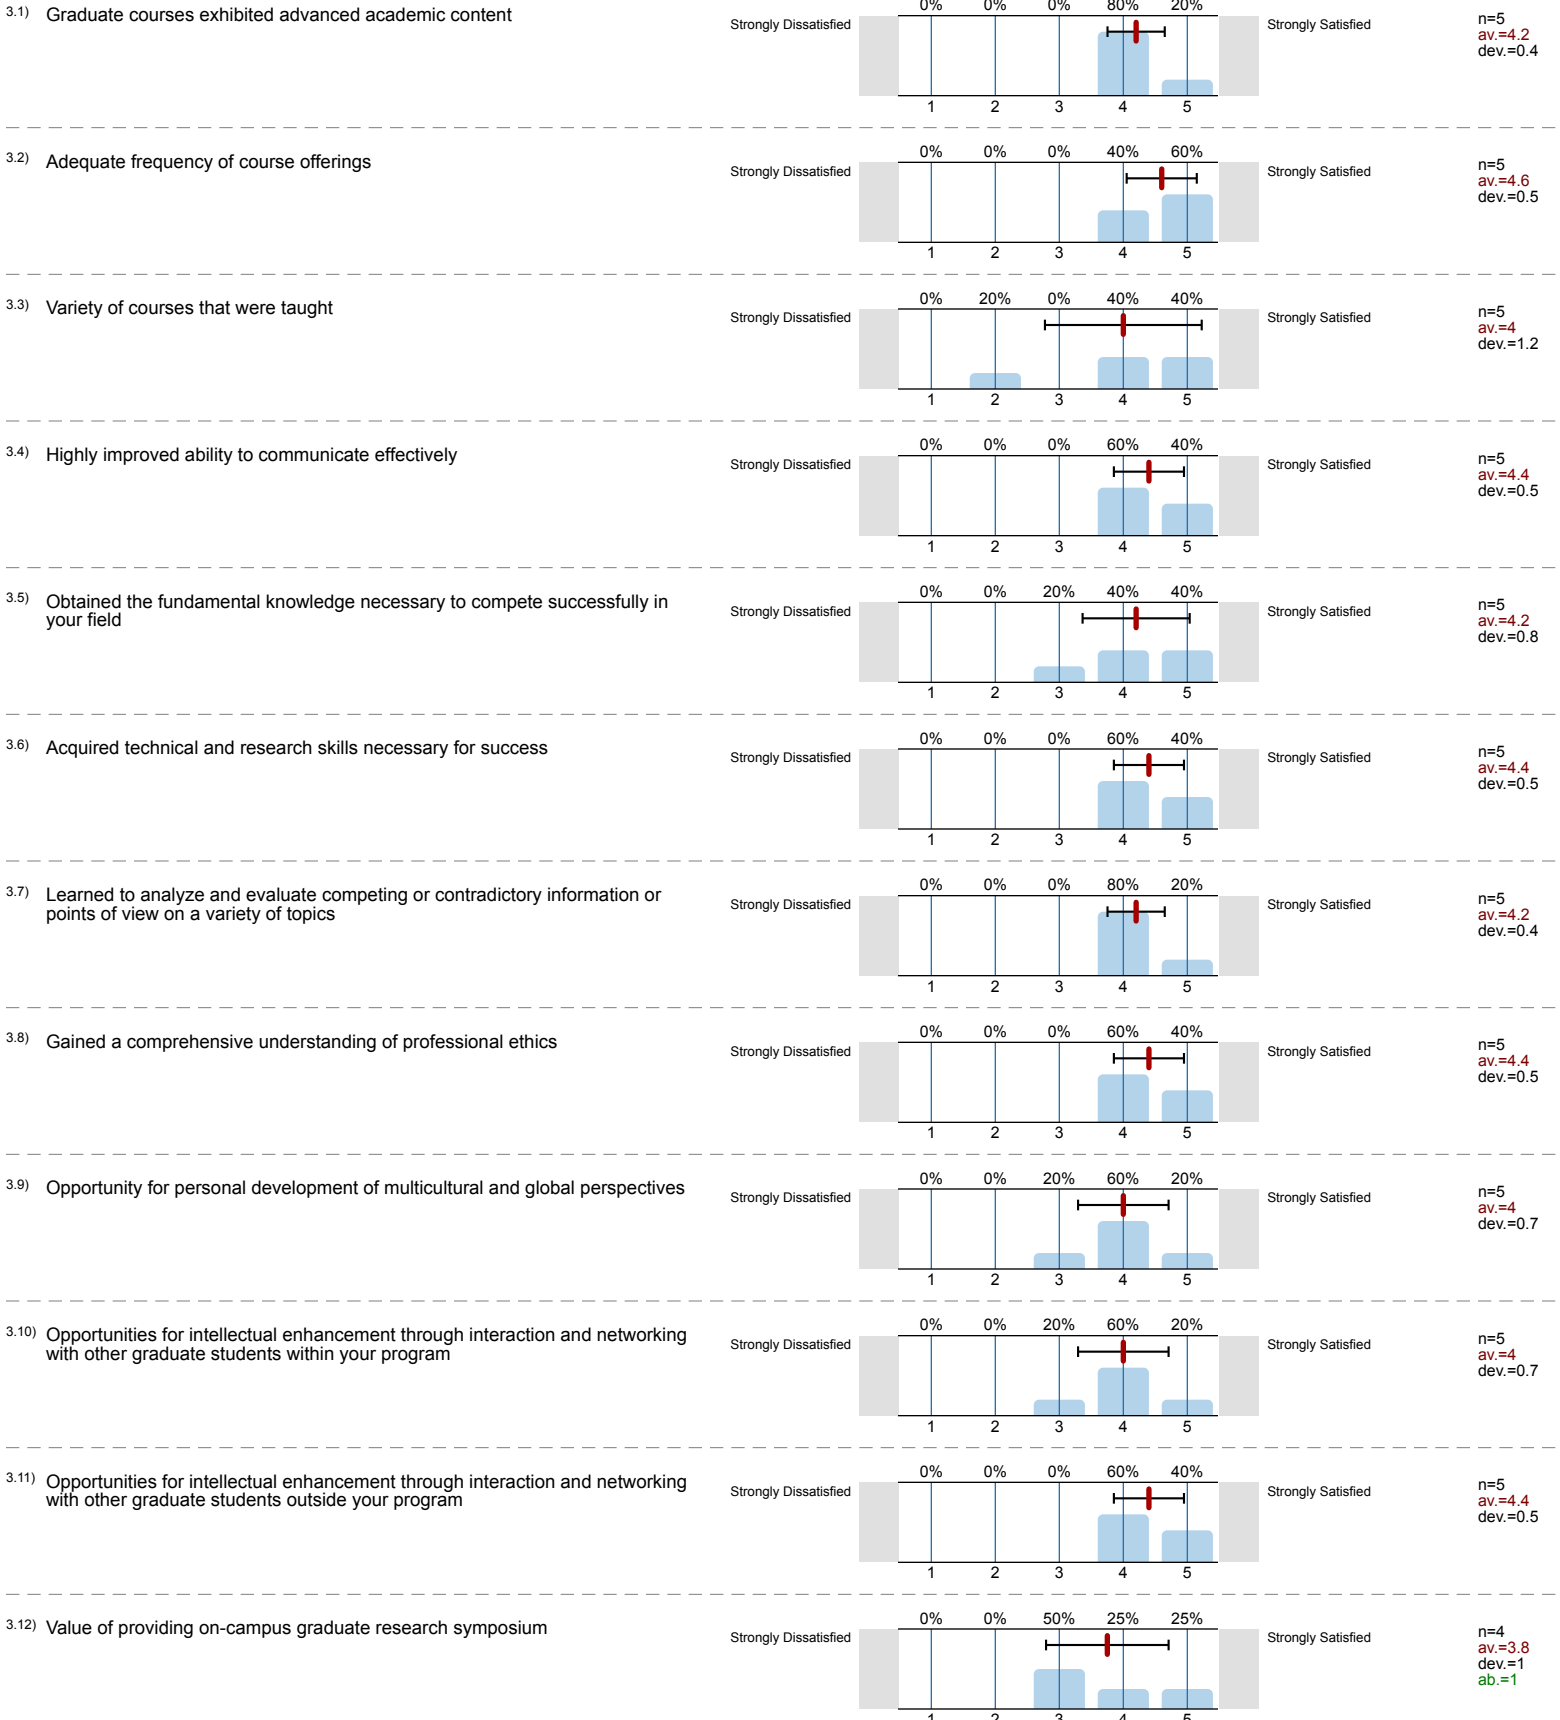 0% 0% 0% 80% 20%
3.1) Graduate courses exhibited advanced academic content
Strongly Dissatisfied Strongly Satisfied
n=5
av.=4.2
dev.=0.4
1 2 3 4 5
0% 0% 0% 40% 60%
3.2) Adequate frequency of course offerings
Strongly Dissatisfied Strongly Satisfied
n=5
av.=4.6
dev.=0.5
1 2 3 4 5
0% 20% 0% 40% 40%
3.3) Variety of courses that were taught
Strongly Dissatisfied Strongly Satisfied
n=5
av.=4
dev.=1.2
1 2 3 4 5
0% 0% 0% 60% 40%
3.4) Highly improved ability to communicate effectively
Strongly Dissatisfied Strongly Satisfied
n=5
av.=4.4
dev.=0.5
1 2 3 4 5
0% 0% 20% 40% 40%
3.5) Obtained the fundamental knowledge necessary to compete successfully in
your field
Strongly Dissatisfied Strongly Satisfied
n=5
av.=4.2
dev.=0.8
1 2 3 4 5
0% 0% 0% 60% 40%
3.6) Acquired technical and research skills necessary for success
Strongly Dissatisfied Strongly Satisfied
n=5
av.=4.4
dev.=0.5
1 2 3 4 5
0% 0% 0% 80% 20%
3.7) Learned to analyze and evaluate competing or contradictory information or
points of view on a variety of topics
Strongly Dissatisfied Strongly Satisfied
n=5
av.=4.2
dev.=0.4
1 2 3 4 5
0% 0% 0% 60% 40%
3.8) Gained a comprehensive understanding of professional ethics
Strongly Dissatisfied Strongly Satisfied
n=5
av.=4.4
dev.=0.5
1 2 3 4 5
0% 0% 20% 60% 20%
3.9) Opportunity for personal development of multicultural and global perspectives
Strongly Dissatisfied Strongly Satisfied
n=5
av.=4
dev.=0.7
1 2 3 4 5
0% 0% 20% 60% 20%
3.10) Opportunities for intellectual enhancement through interaction and networking
with other graduate students within your program
Strongly Dissatisfied Strongly Satisfied
n=5
av.=4
dev.=0.7
1 2 3 4 5
0% 0% 0% 60% 40%
3.11) Opportunities for intellectual enhancement through interaction and networking
with other graduate students outside your program
Strongly Dissatisfied Strongly Satisfied
n=5
av.=4.4
dev.=0.5
1 2 3 4 5
0% 0% 50% 25% 25%
3.12) Value of providing on-campus graduate research symposium
Strongly Dissatisfied Strongly Satisfied
n=4
av.=3.8
dev.=1
ab.=1
1 2 3 4 5